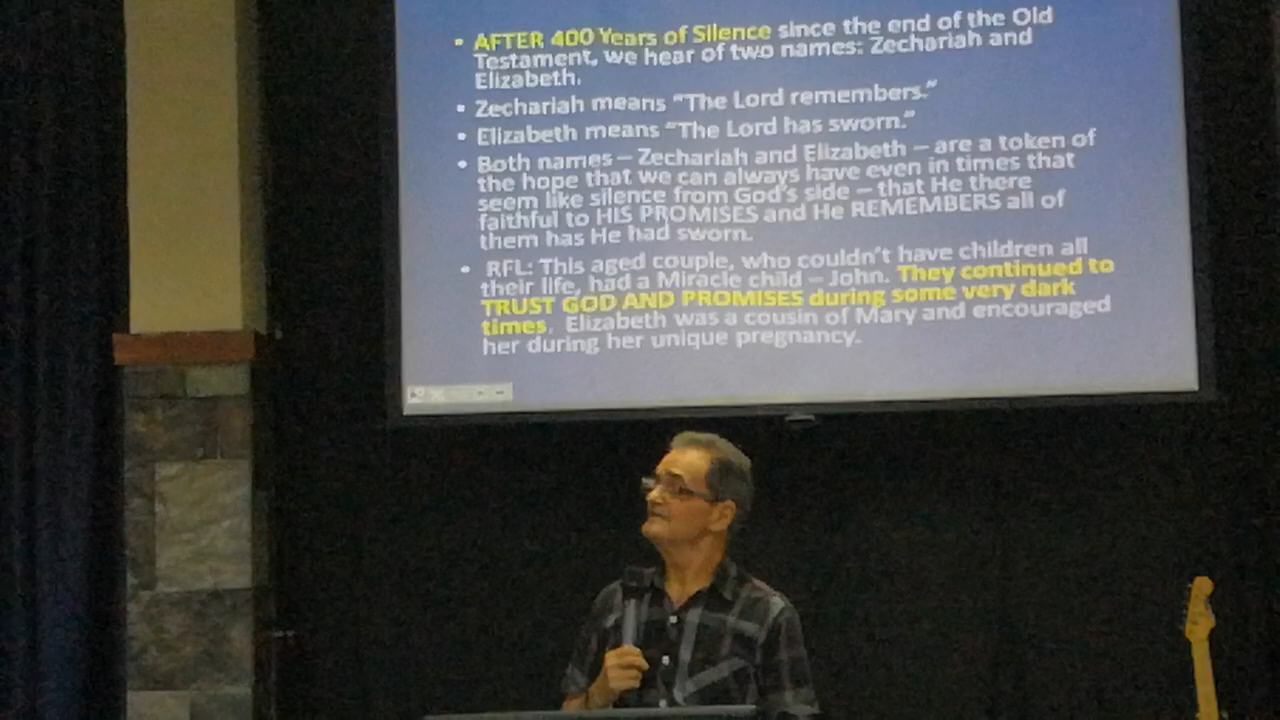 • AFTER 400 Years of Silence since the end of the Old
Testament, we hear of two names: Zechariah and
Elizabeth.
• Zechariah means "The Lord remembers."
• Elizabeth means "The Lord has sworn."
• Both names – Zechariah and Elizabeth – are a token of
the hope that we can always have even in times that
seem like silence from God's side – that He there
faithful to HIS PROMISES and He REMEMBERS all of
them has He had sworn.
• RFL: This aged couple, who couldn't have children all
their life, had a Miracle child – John. They continued to
TRUST GOD AND PROMISES during some very dark
times. Elizabeth was a cousin of Mary and encouraged
her during her unique pregnancy.